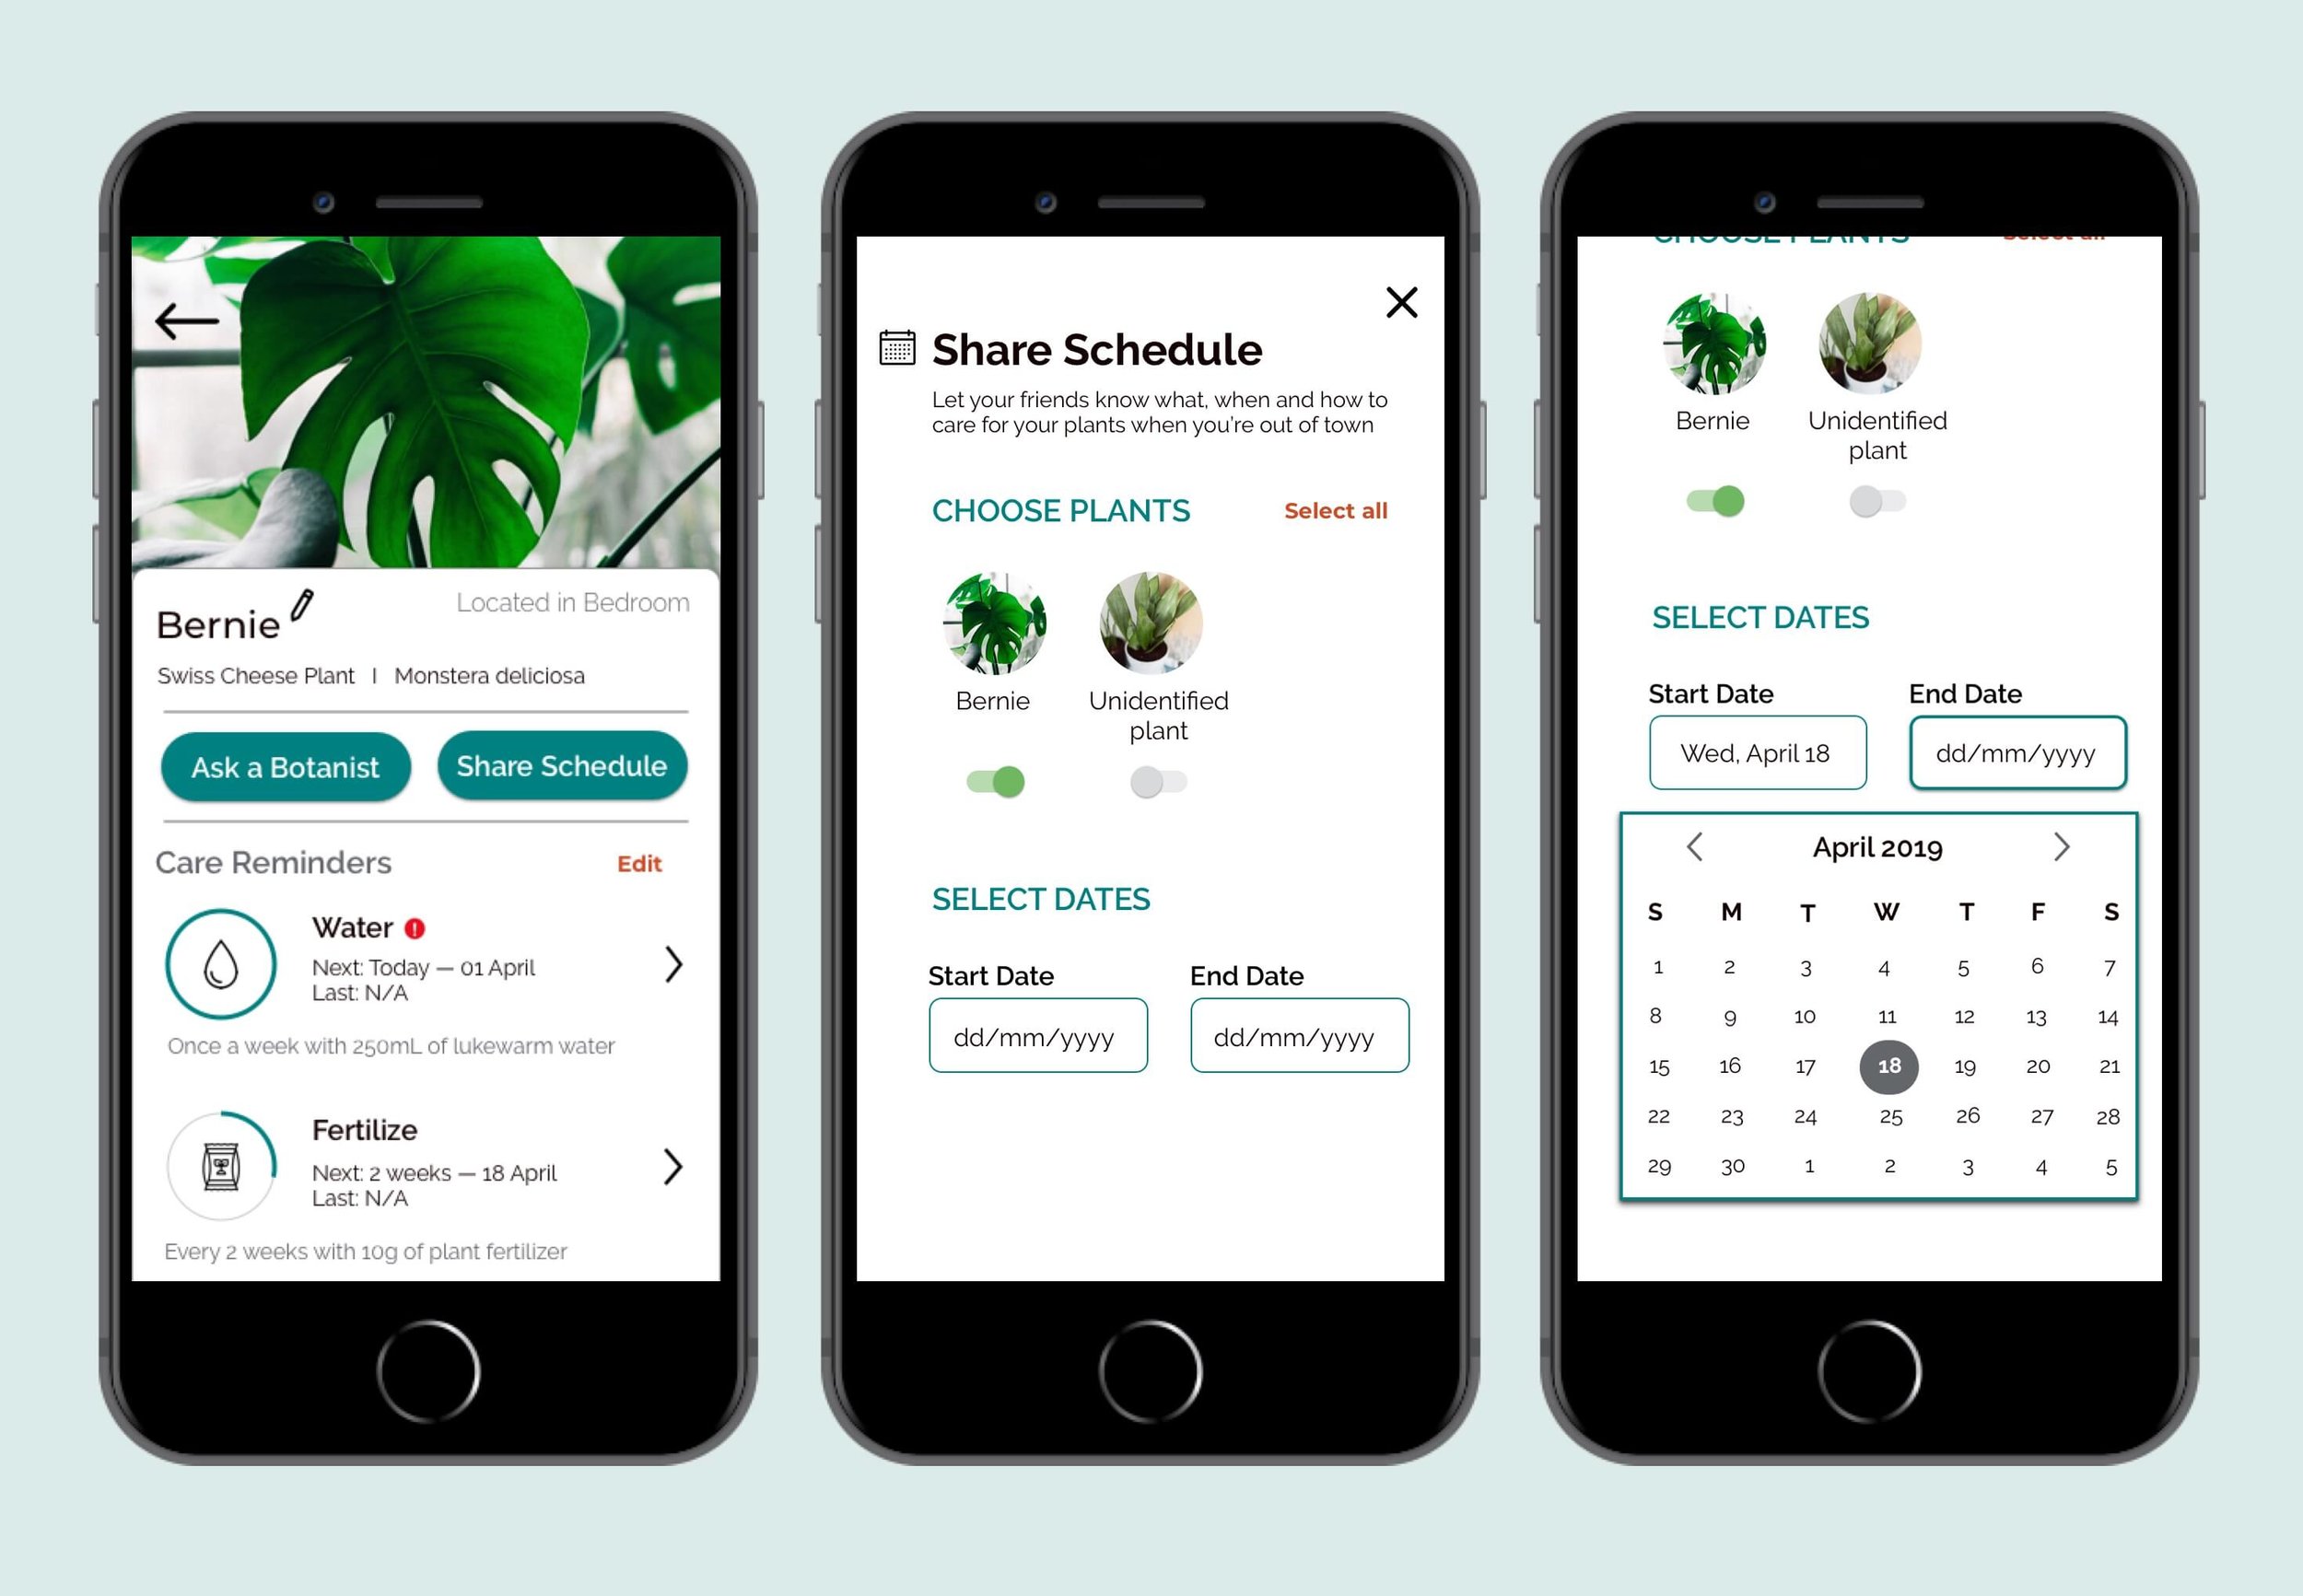 Bernie
Located in Bedroom
Swiss Cheese Plant | Monstera deliciosa
Ask a Botanist
Share Schedule
Care Reminders
Edit
Water !
Next: Today — 01 April
Last: N/A
Once a week with 250mL of lukewarm water
Fertilize
Next: 2 weeks — 18 April
Last: N/A
Every 2 weeks with 10g of plant fertilizer
Share Schedule
Let your friends know what, when and how to
care for your plants when you're out of town
CHOOSE PLANTS
Select all
Bernie
Unidentified
plant
SELECT DATES
Start Date
End Date
dd/mm/yyyy
dd/mm/yyyy
CHOOSE PLANTS
Select all
Bernie
Unidentified
plant
SELECT DATES
Start Date
End Date
Wed, April 18
dd/mm/yyyy
April 2019
S M T W T F S
1 2 3 4 5 6 7
8 9 10 11 12 13 14
15 16 17 18 19 20 21
22 23 24 25 26 27 28
29 30 1 2 3 4 5